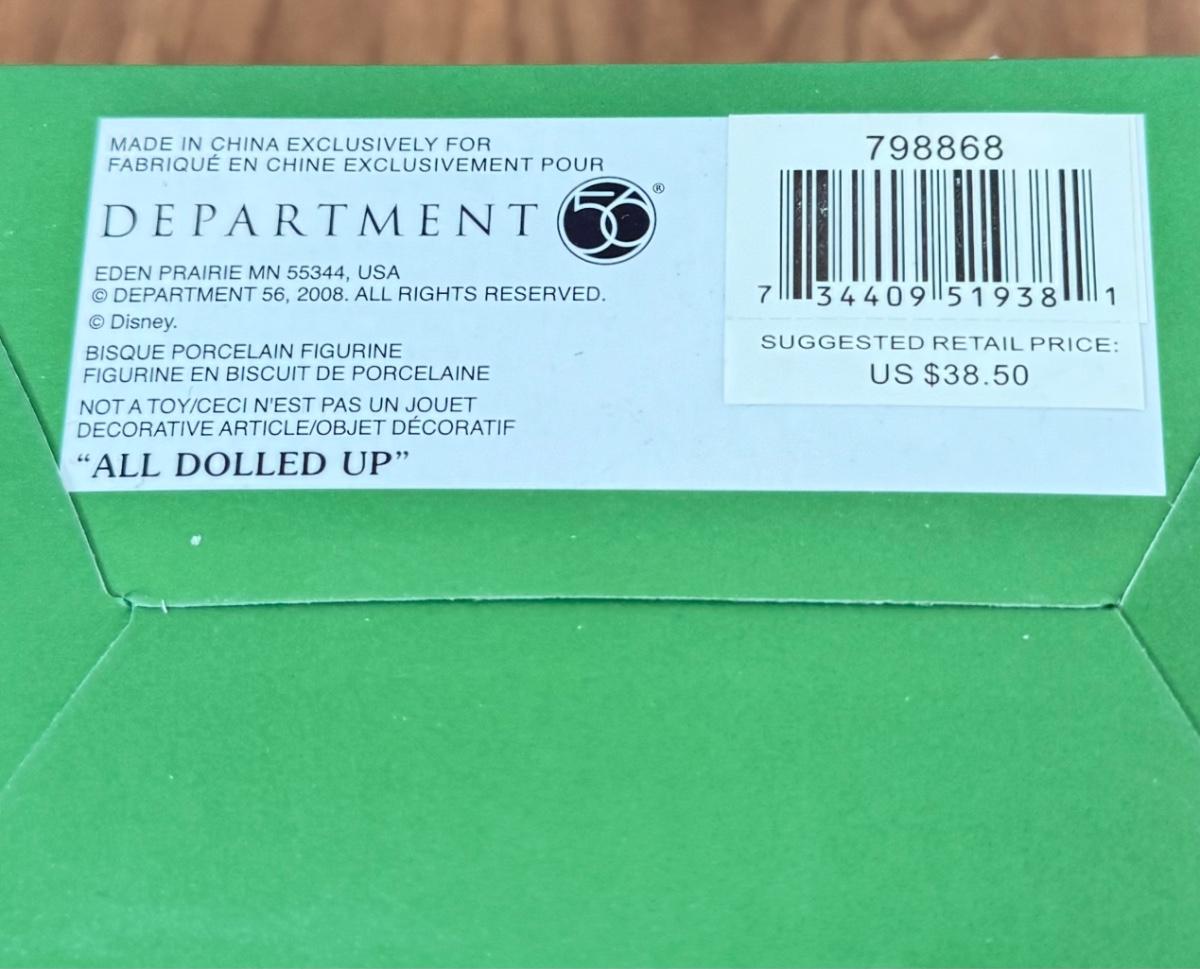 MADE IN CHINA EXCLUSIVELY FOR
FABRIQUÉ EN CHINE EXCLUSIVEMENT POUR
DEPARTMENT 56®
EDEN PRAIRIE MN 55344, USA
© DEPARTMENT 56, 2008. ALL RIGHTS RESERVED.
© Disney.
BISQUE PORCELAIN FIGURINE
FIGURINE EN BISCUIT DE PORCELAINE
NOT A TOY/CECI N'EST PAS UN JOUET
DECORATIVE ARTICLE/OBJET DÉCORATIF
“ALL DOLLED UP”
798868
7 34409 51938 1
SUGGESTED RETAIL PRICE:
US $38.50